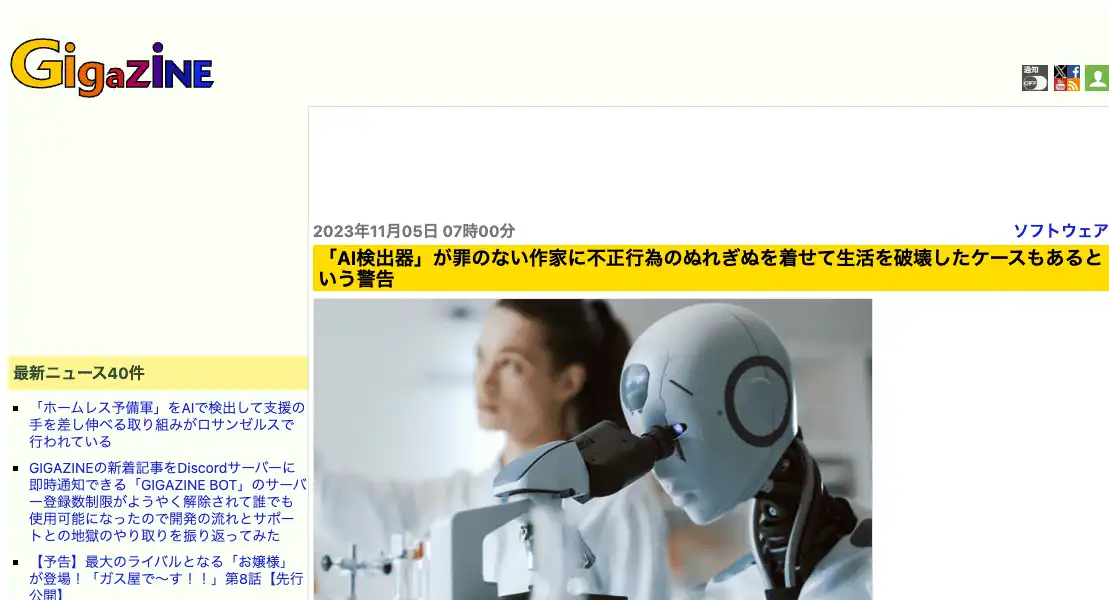 GigaZiNE
通知
OFF
2023年11月05日 07時00分
ソフトウェア
「AI検出器」が罪のない作家に不正行為のぬれぎぬを着せて生活を破壊したケースもあると
いう警告
最新ニュース40件
「ホームレス予備軍」をAIで検出して支援の
手を差し伸べる取り組みがロサンゼルスで
行われている
GIGAZINEの新着記事をDiscordサーバーに
即時通知できる「GIGAZINE BOT」のサーバ
ー登録数制限がようやく解除されて誰でも
使用可能になったので開発の流れとサポー
トとの地獄のやり取りを振り返ってみた
【予告】最大のライバルとなる「お嬢様」
が登場！「ガス屋で〜す！！」第8話【先行
公開】